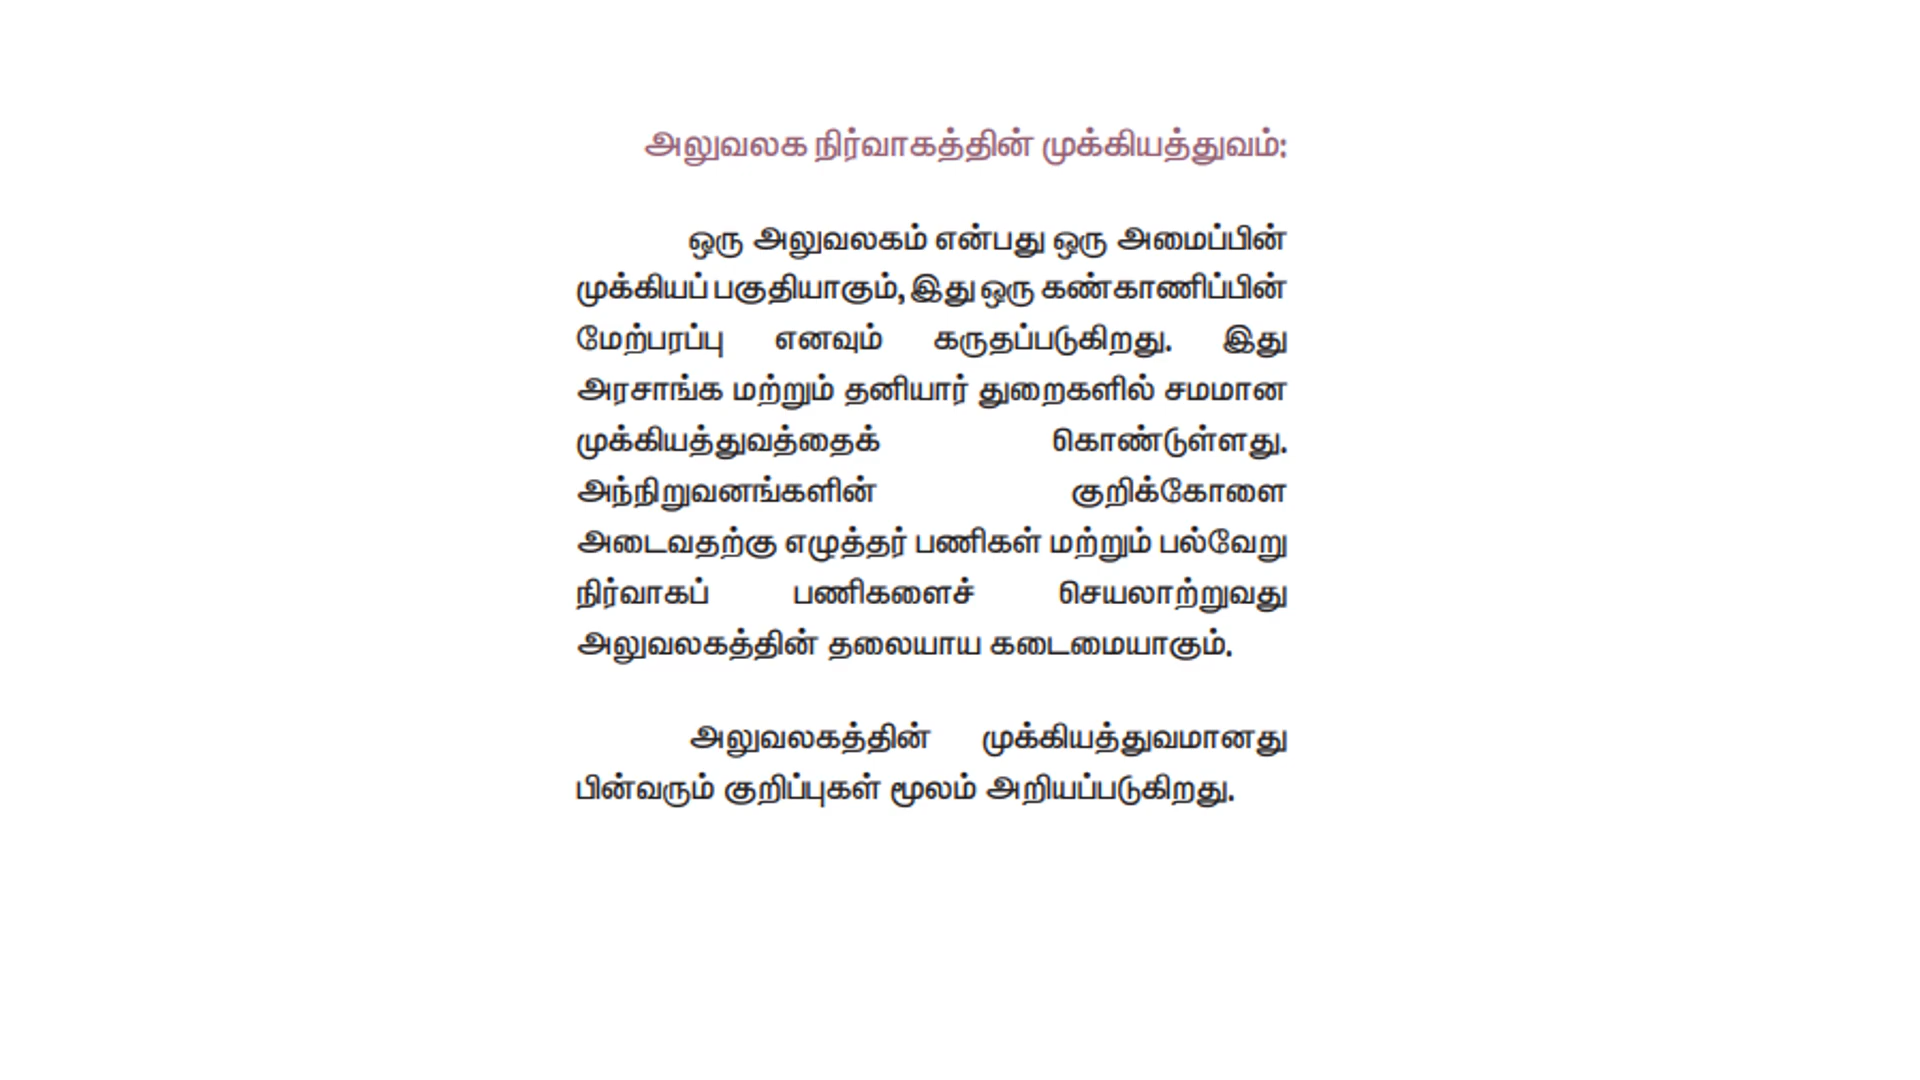 அலுவலக நிர்வாகத்தின் முக்கியத்துவம்:
ஒரு அலுவலகம் என்பது ஒரு அமைப்பின்
முக்கியப் பகுதியாகும், இது ஒரு கண்காணிப்பின்
மேற்பரப்பு எனவும் கருதப்படுகிறது. இது
அரசாங்க மற்றும் தனியார் துறைகளில் சமமான
முக்கியத்துவத்தைக் கொண்டுள்ளது.
அந்நிறுவனங்களின் குறிக்கோளை
அடைவதற்கு எழுத்தர் பணிகள் மற்றும் பல்வேறு
நிர்வாகப் பணிகளைச் செயலாற்றுவது
அலுவலகத்தின் தலையாய கடைமையாகும்.
அலுவலகத்தின் முக்கியத்துவமானது
பின்வரும் குறிப்புகள் மூலம் அறியப்படுகிறது.